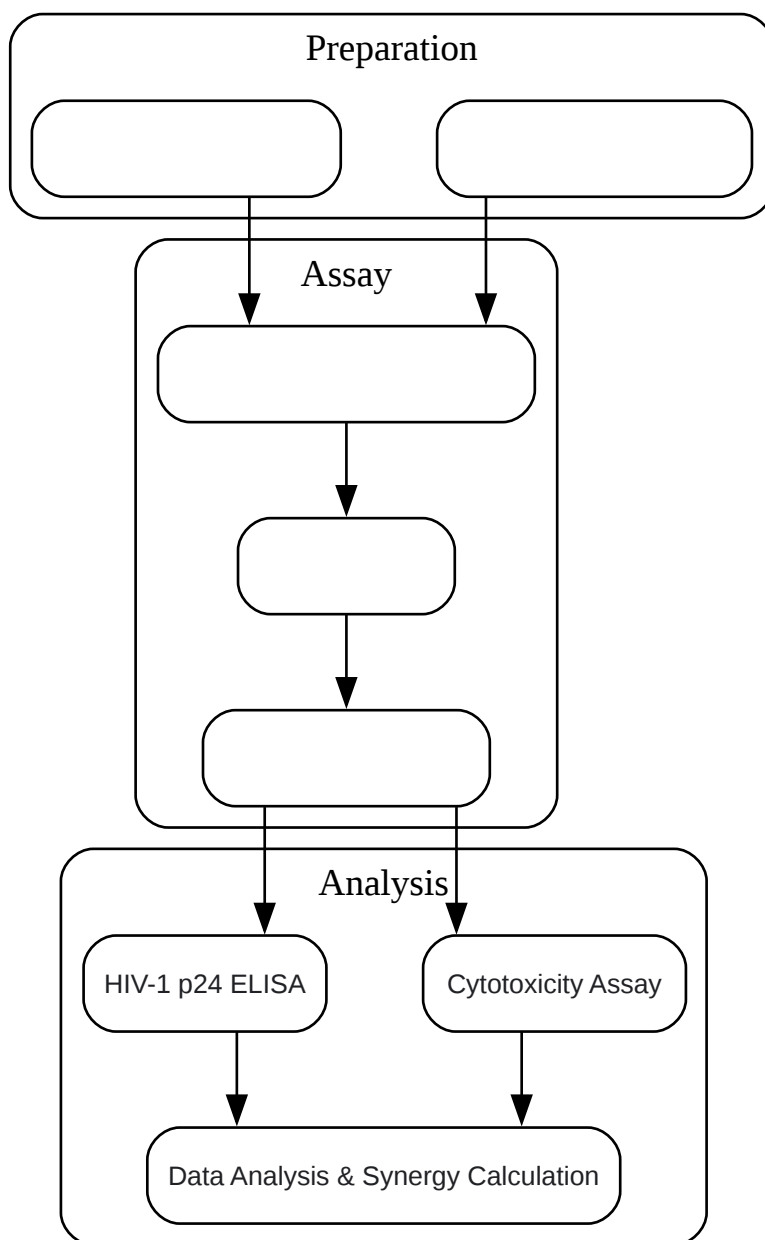 Preparation
Assay
Analysis
HIV-1 p24 ELISA
Cytotoxicity Assay
Data Analysis & Synergy Calculation